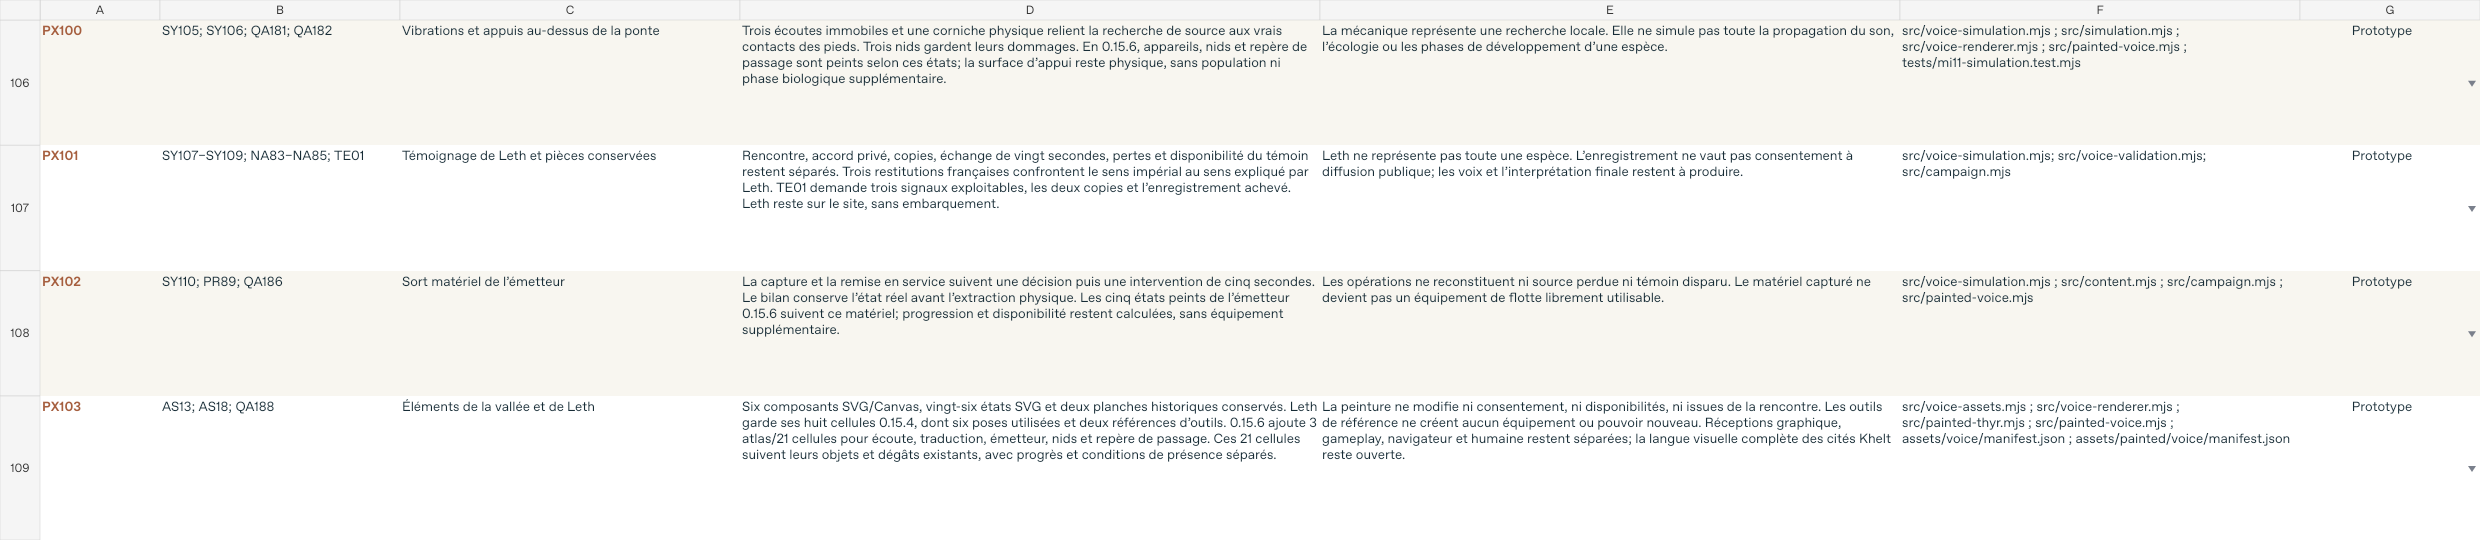 A B C D E F G
106
PX100
SY105; SY106; QA181; QA182
Vibrations et appuis au-dessus de la ponte
Trois écoutes immobiles et une corniche physique relient la recherche de source aux vrais
contacts des pieds. Trois nids gardent leurs dommages. En 0.15.6, appareils, nids et repère de
passage sont peints selon ces états; la surface d’appui reste physique, sans population ni
phase biologique supplémentaire.
La mécanique représente une recherche locale. Elle ne simule pas toute la propagation du son,
l’écologie ou les phases de développement d’une espèce.
src/voice-simulation.mjs ; src/simulation.mjs ;
src/voice-renderer.mjs ; src/painted-voice.mjs ;
tests/mi11-simulation.test.mjs
Prototype
107
PX101
SY107–SY109; NA83–NA85; TE01
Témoignage de Leth et pièces conservées
Rencontre, accord privé, copies, échange de vingt secondes, pertes et disponibilité du témoin
restent séparés. Trois restitutions françaises confrontent le sens impérial au sens expliqué par
Leth. TE01 demande trois signaux exploitables, les deux copies et l’enregistrement achevé.
Leth reste sur le site, sans embarquement.
Leth ne représente pas toute une espèce. L’enregistrement ne vaut pas consentement à
diffusion publique; les voix et l’interprétation finale restent à produire.
src/voice-simulation.mjs; src/voice-validation.mjs;
src/campaign.mjs
Prototype
108
PX102
SY110; PR89; QA186
Sort matériel de l’émetteur
La capture et la remise en service suivent une décision puis une intervention de cinq secondes.
Le bilan conserve l’état réel avant l’extraction physique. Les cinq états peints de l’émetteur
0.15.6 suivent ce matériel; progression et disponibilité restent calculées, sans équipement
supplémentaire.
Les opérations ne reconstituent ni source perdue ni témoin disparu. Le matériel capturé ne
devient pas un équipement de flotte librement utilisable.
src/voice-simulation.mjs ; src/content.mjs ; src/campaign.mjs ;
src/painted-voice.mjs
Prototype
109
PX103
AS13; AS18; QA188
Éléments de la vallée et de Leth
Six composants SVG/Canvas, vingt-six états SVG et deux planches historiques conservés. Leth
garde ses huit cellules 0.15.4, dont six poses utilisées et deux références d’outils. 0.15.6 ajoute 3
atlas/21 cellules pour écoute, traduction, émetteur, nids et repère de passage. Ces 21 cellules
suivent leurs objets et dégâts existants, avec progrès et conditions de présence séparés.
La peinture ne modifie ni consentement, ni disponibilités, ni issues de la rencontre. Les outils
de référence ne créent aucun équipement ou pouvoir nouveau. Réceptions graphique,
gameplay, navigateur et humaine restent séparées; la langue visuelle complète des cités Khelt
reste ouverte.
src/voice-assets.mjs ; src/voice-renderer.mjs ;
src/painted-thyr.mjs ; src/painted-voice.mjs ;
assets/voice/manifest.json ; assets/painted/voice/manifest.json
Prototype